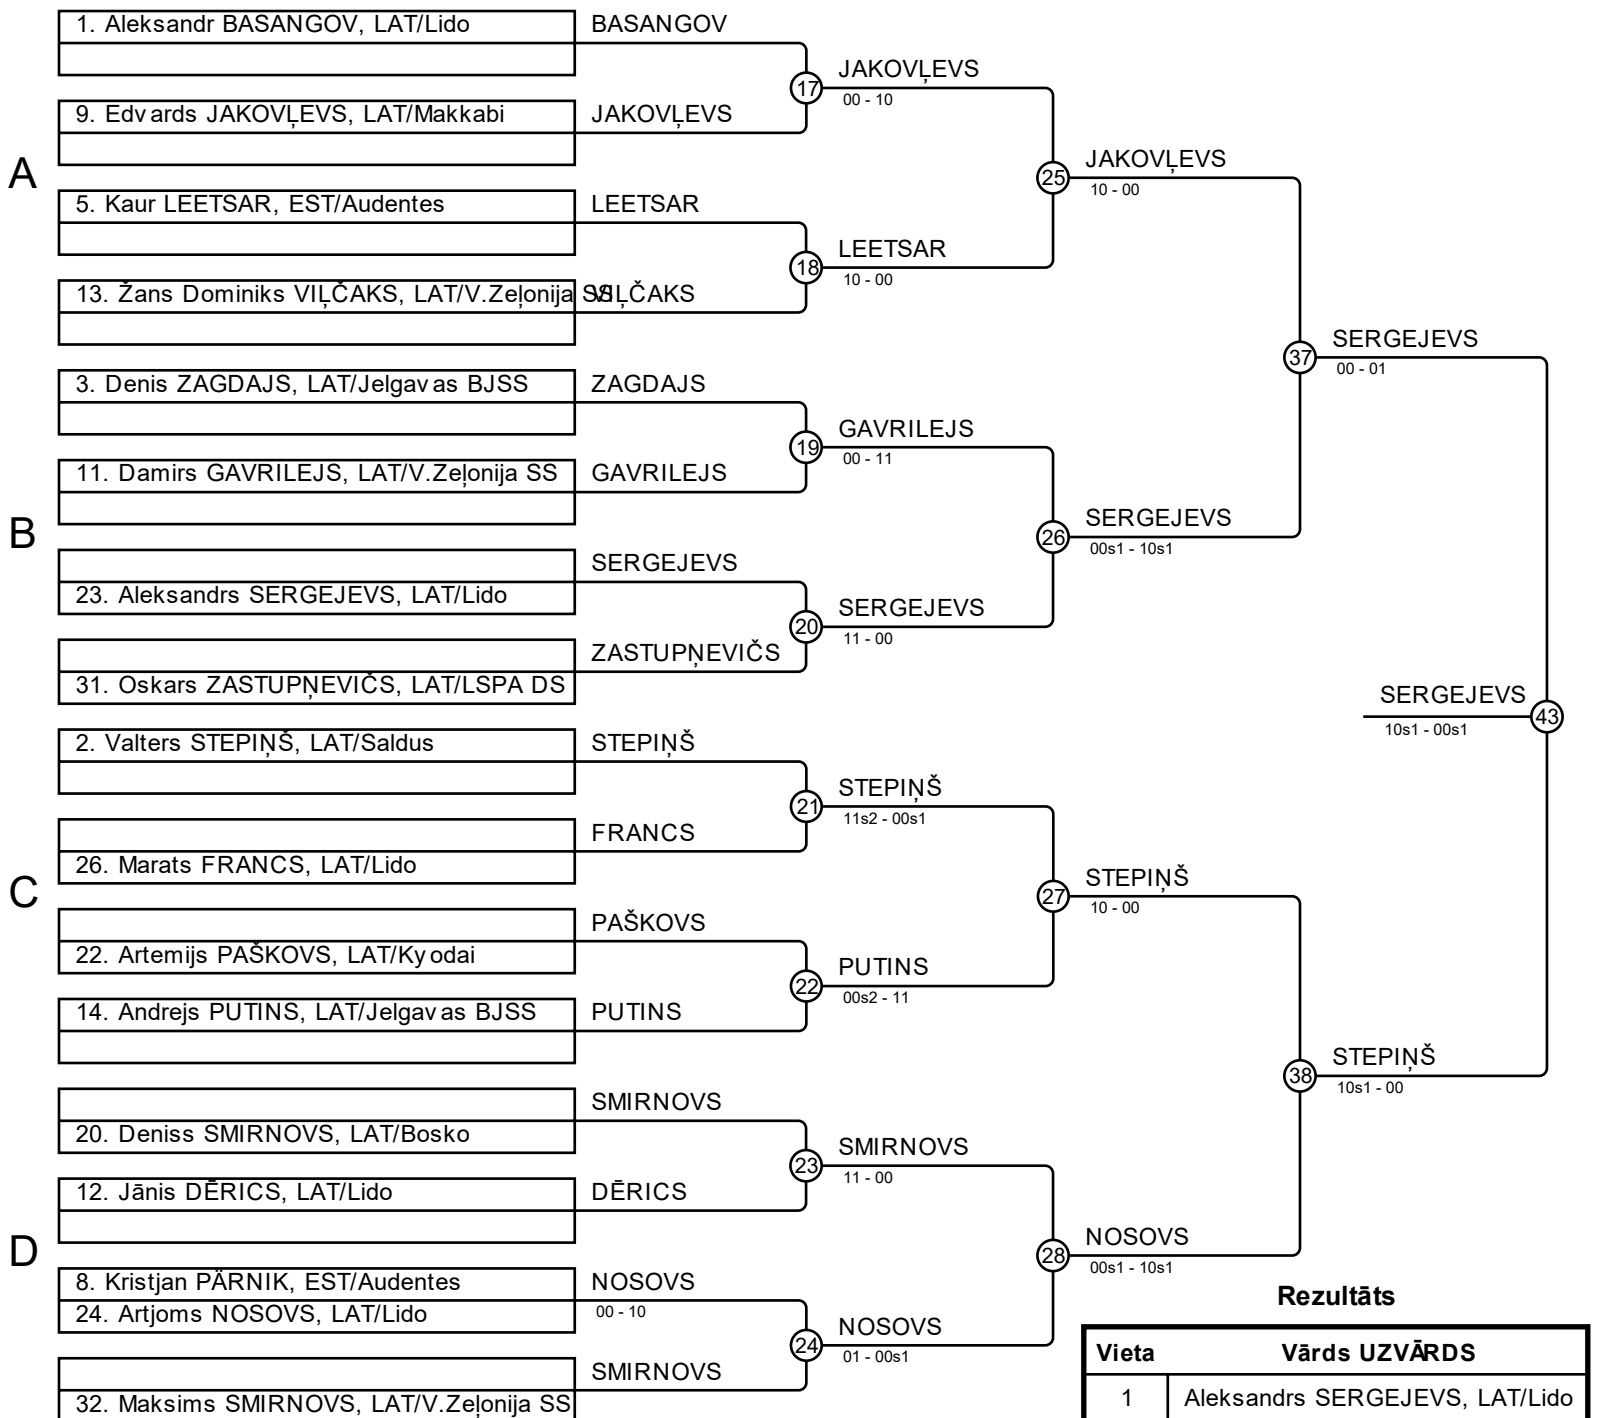 1. Aleksandr BASANGOV, LAT/Lido
BASANGOV
17
JAKOVĻEVS
00 - 10
9. Edvards JAKOVĻEVS, LAT/Makkabi
JAKOVĻEVS
A
25
JAKOVĻEVS
10 - 00
5. Kaur LEETSAR, EST/Audentes
LEETSAR
18
LEETSAR
10 - 00
13. Žans Dominiks VIĻČAKS, LAT/V.Zeļonija SS
VIĻČAKS
37
SERGEJEVS
00 - 01
3. Denis ZAGDAJS, LAT/Jelgavas BJSS
ZAGDAJS
19
GAVRILEJS
00 - 11
11. Damirs GAVRILEJS, LAT/V.Zeļonija SS
GAVRILEJS
B
26
SERGEJEVS
00s1 - 10s1
SERGEJEVS
23. Aleksandrs SERGEJEVS, LAT/Lido
20
SERGEJEVS
11 - 00
ZASTUPŅEVIČS
31. Oskars ZASTUPŅEVIČS, LAT/LSPA DS
SERGEJEVS
43
10s1 - 00s1
2. Valters STEPIŅŠ, LAT/Saldus
STEPIŅŠ
21
STEPIŅŠ
11s2 - 00s1
FRANCS
26. Marats FRANCS, LAT/Lido
C
27
STEPIŅŠ
10 - 00
PAŠKOVS
22. Artemijs PAŠKOVS, LAT/Kyodai
22
PUTINS
00s2 - 11
14. Andrejs PUTINS, LAT/Jelgavas BJSS
PUTINS
38
STEPIŅŠ
10s1 - 00
SMIRNOVS
20. Deniss SMIRNOVS, LAT/Bosko
23
SMIRNOVS
11 - 00
12. Jānis DĒRICS, LAT/Lido
DĒRICS
D
28
NOSOVS
00s1 - 10s1
8. Kristjan PÄRNIK, EST/Audentes
NOSOVS
24. Artjoms NOSOVS, LAT/Lido
00 - 10
24
NOSOVS
01 - 00s1
SMIRNOVS
32. Maksims SMIRNOVS, LAT/V.Zeļonija SS
Rezultāts
Vieta
Vārds UZVĀRDS
1
Aleksandrs SERGEJEVS, LAT/Lido